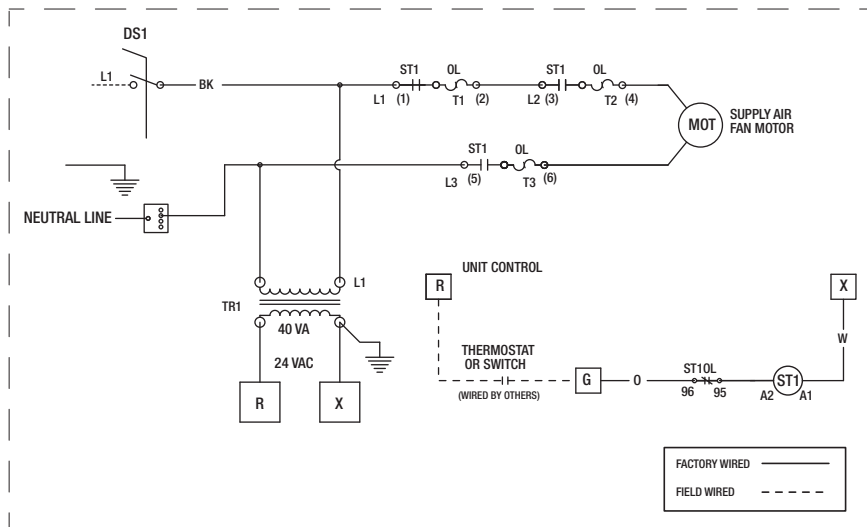 DS1
L1
BK
ST1
OL
ST1
OL
L1 (1)
T1
(2)
L2 (3)
T2
(4)
MOT
SUPPLY AIR
FAN MOTOR
ST1
OL
L3
(5)
T3
(6)
NEUTRAL LINE
L1
TR1
40 VA
24 VAC
R
X
UNIT CONTROL
R
THERMOSTAT
OR SWITCH
(WIRED BY OTHERS)
G
O
ST1OL
96
95
A2
ST1
A1
W
X
FACTORY WIRED
FIELD WIRED